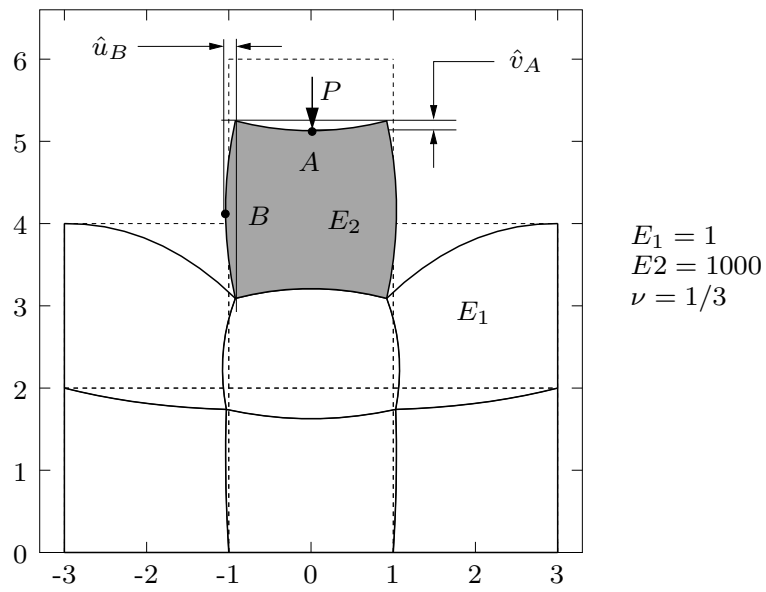 û_B
v̂_A
P
A
B
E_2
E_1
E_1 = 1
E2 = 1000
ν = 1/3
6
5
4
3
2
1
0
-3 -2 -1 0 1 2 3